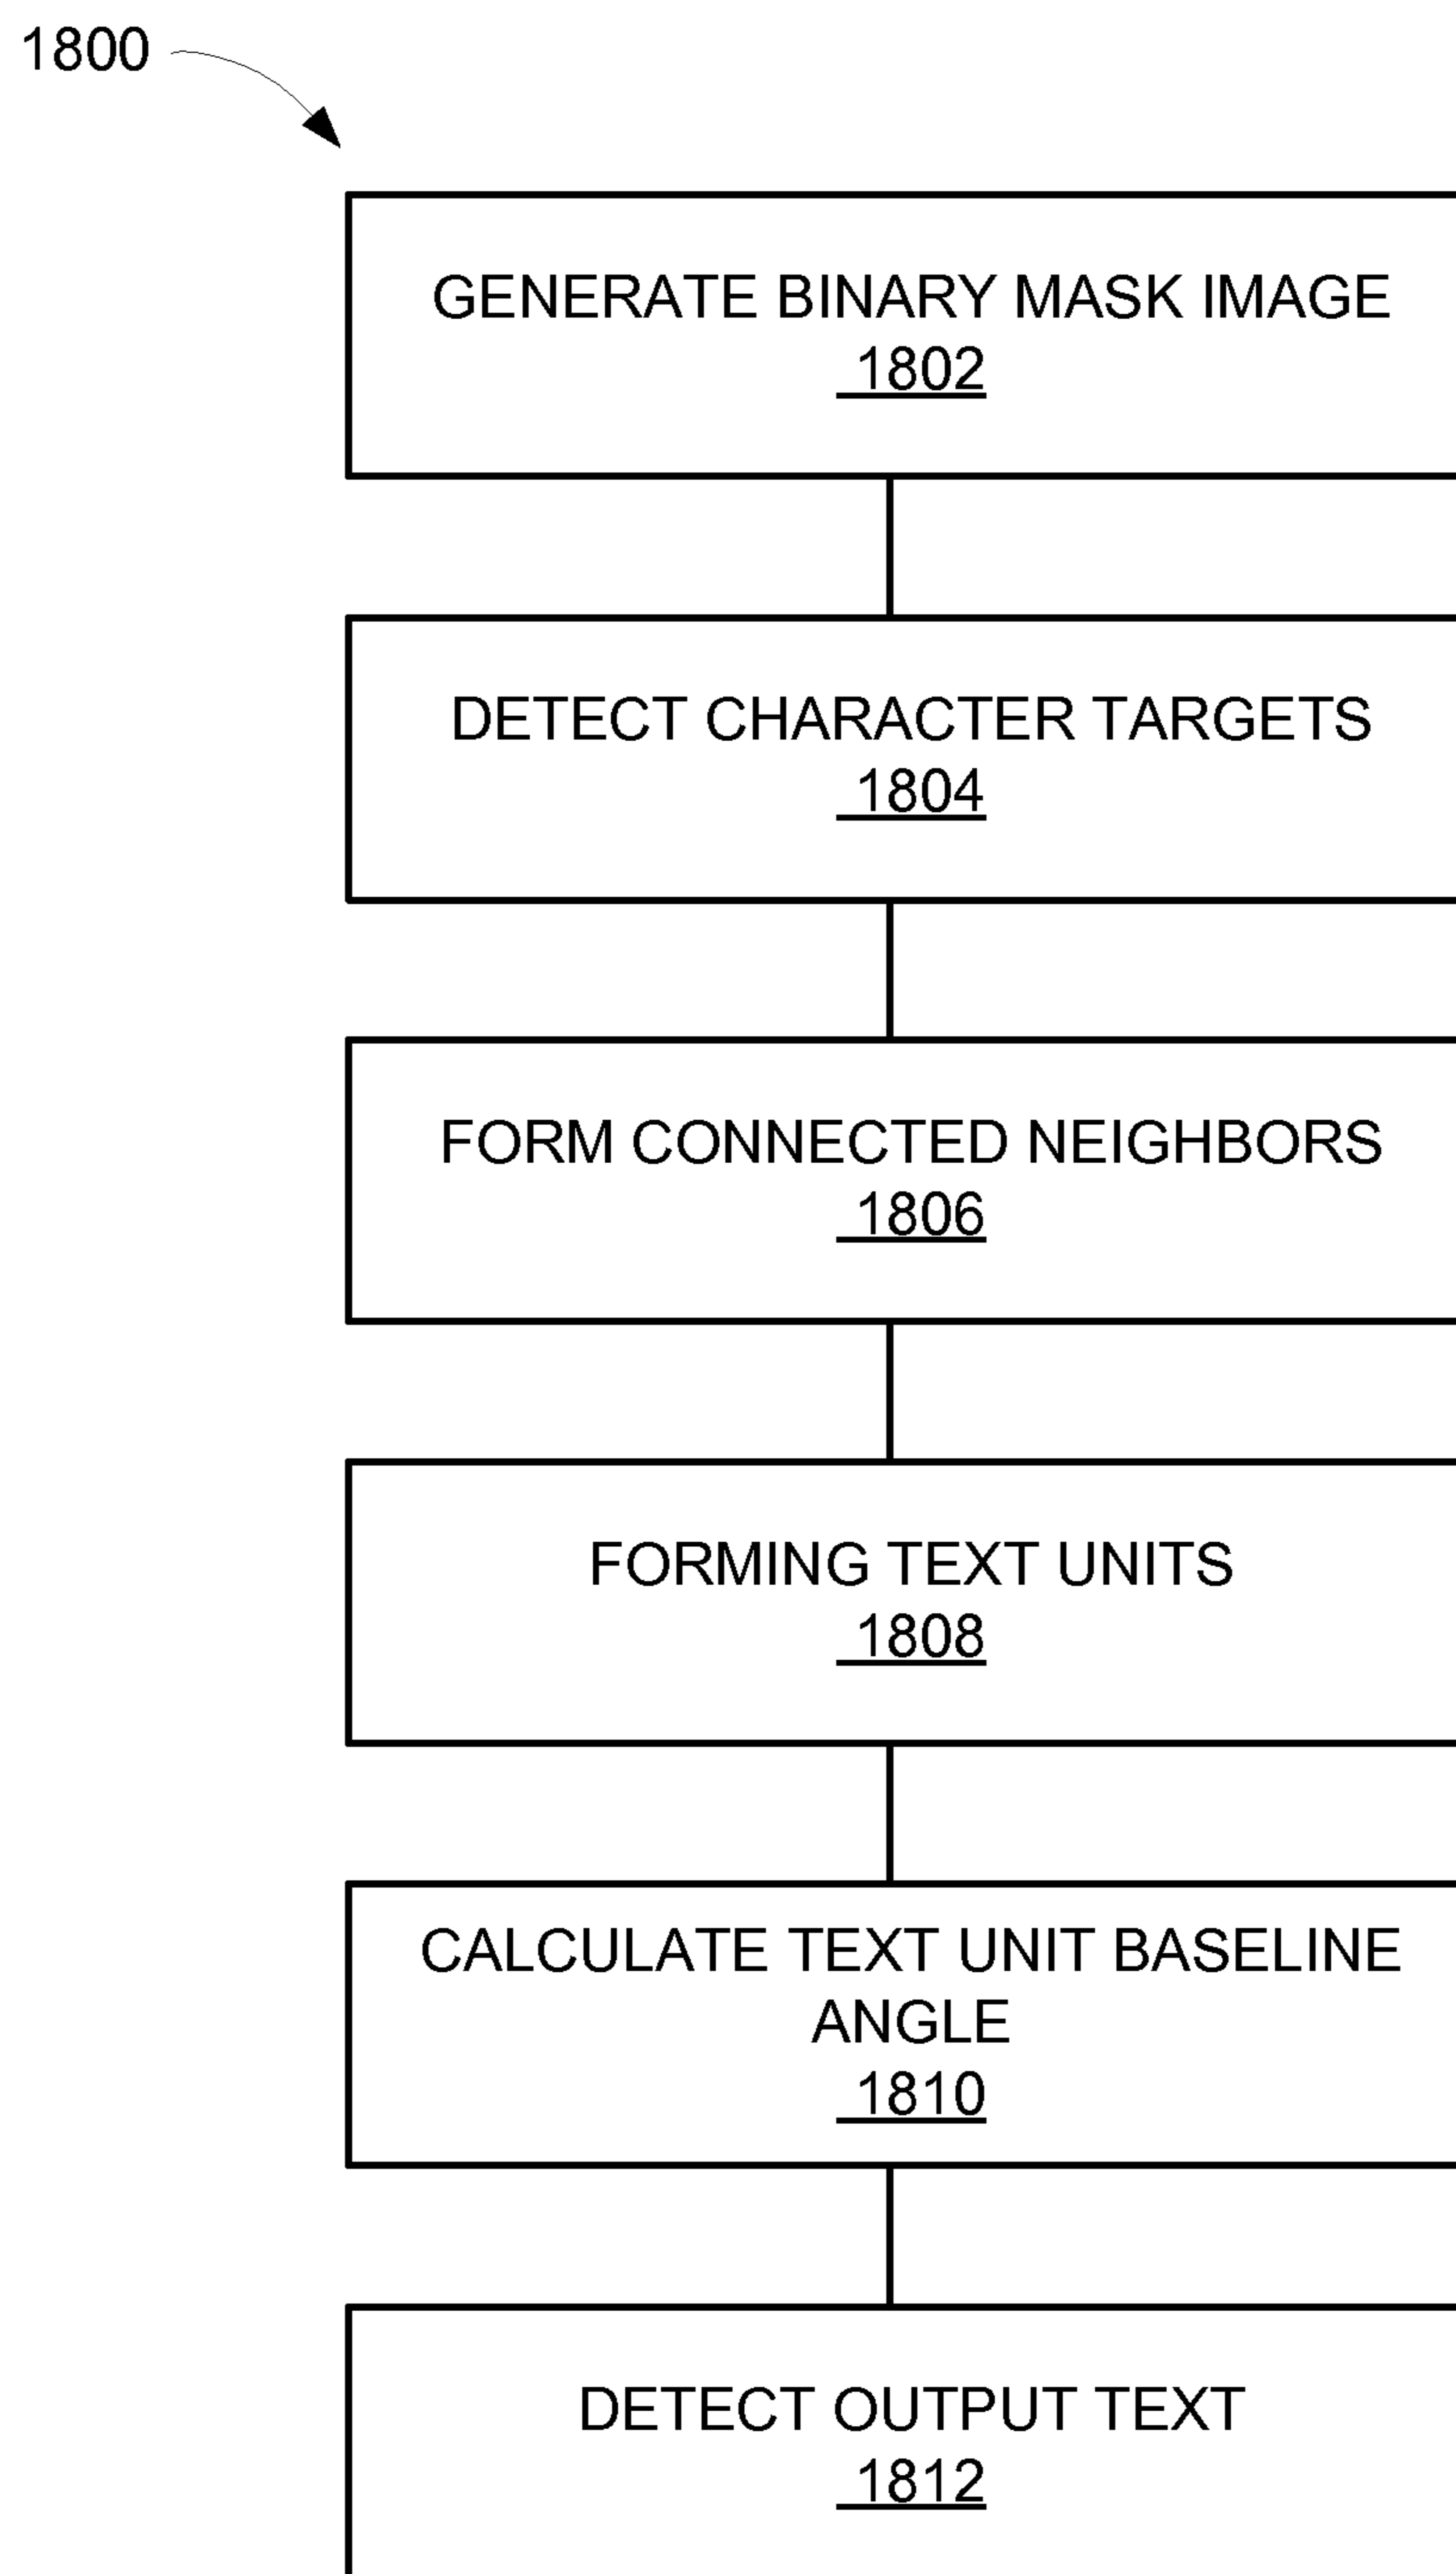 1800
GENERATE BINARY MASK IMAGE
1802
DETECT CHARACTER TARGETS
1804
FORM CONNECTED NEIGHBORS
1806
FORMING TEXT UNITS
1808
CALCULATE TEXT UNIT BASELINE
ANGLE
1810
DETECT OUTPUT TEXT
1812